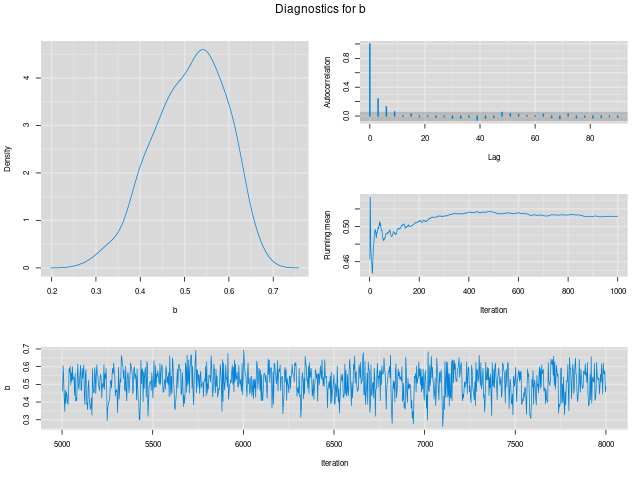 Diagnostics for b
Density
0 1 2 3 4
0.2 0.3 0.4 0.5 0.6 0.7
b
Autocorrelation
0.0 0.4 0.8
0 20 40 60 80
Lag
Running mean
0.46 0.50
0 200 400 600 800 1000
Iteration
b
0.3 0.4 0.5 0.6 0.7
5000 5500 6000 6500 7000 7500 8000
Iteration